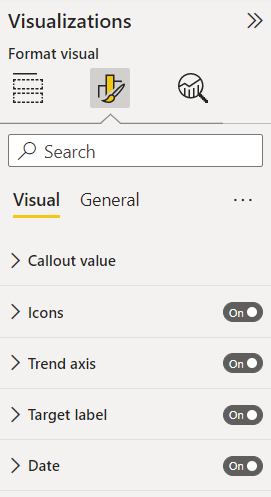 Visualizations
Format visual
Search
Visual General
Callout value
Icons On
Trend axis On
Target label On
Date On